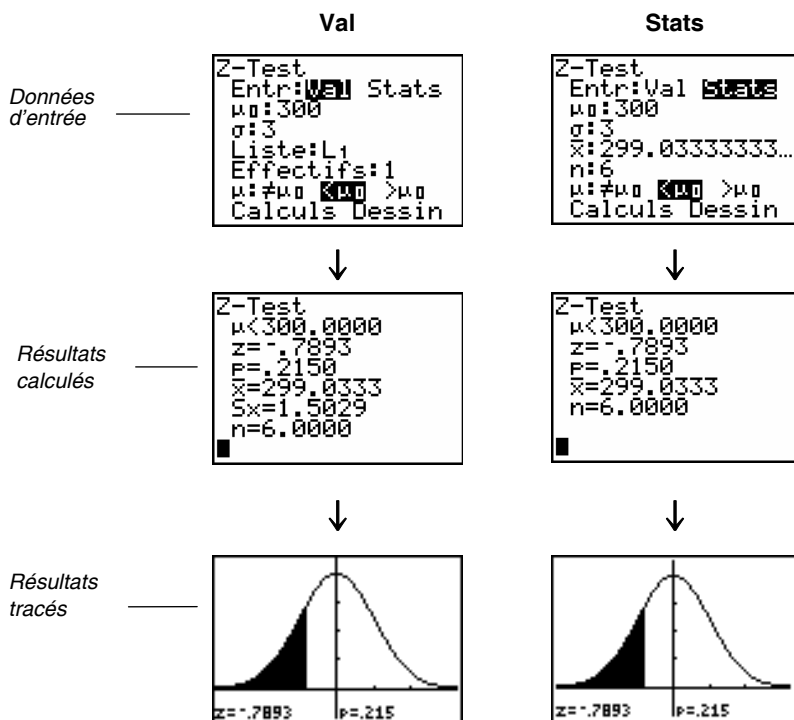 Val
Stats
Données
d'entrée
Z-Test
Entr:Val Stats
μ0:300
σ:3
Liste:L1
Effectifs:1
μ:≠μ0 <μ0 >μ0
Calculs Dessin
Z-Test
Entr:Val Stats
μ0:300
σ:3
x̄:299.03333333...
n:6
μ:≠μ0 <μ0 >μ0
Calculs Dessin
Résultats
calculés
Z-Test
μ<300.0000
z=-.7893
p=.2150
x̄=299.0333
Sx=1.5029
n=6.0000
Z-Test
μ<300.0000
z=-.7893
p=.2150
x̄=299.0333
n=6.0000
Résultats
tracés
z=-.7893 p=.215
z=-.7893 p=.215